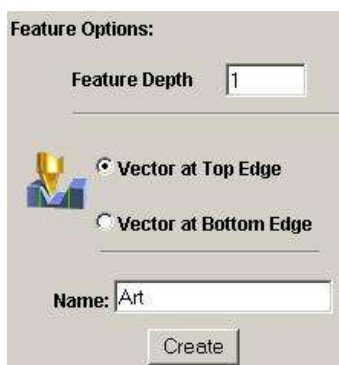 Feature Options:
Feature Depth 1
Vector at Top Edge
Vector at Bottom Edge
Name: Art
Create